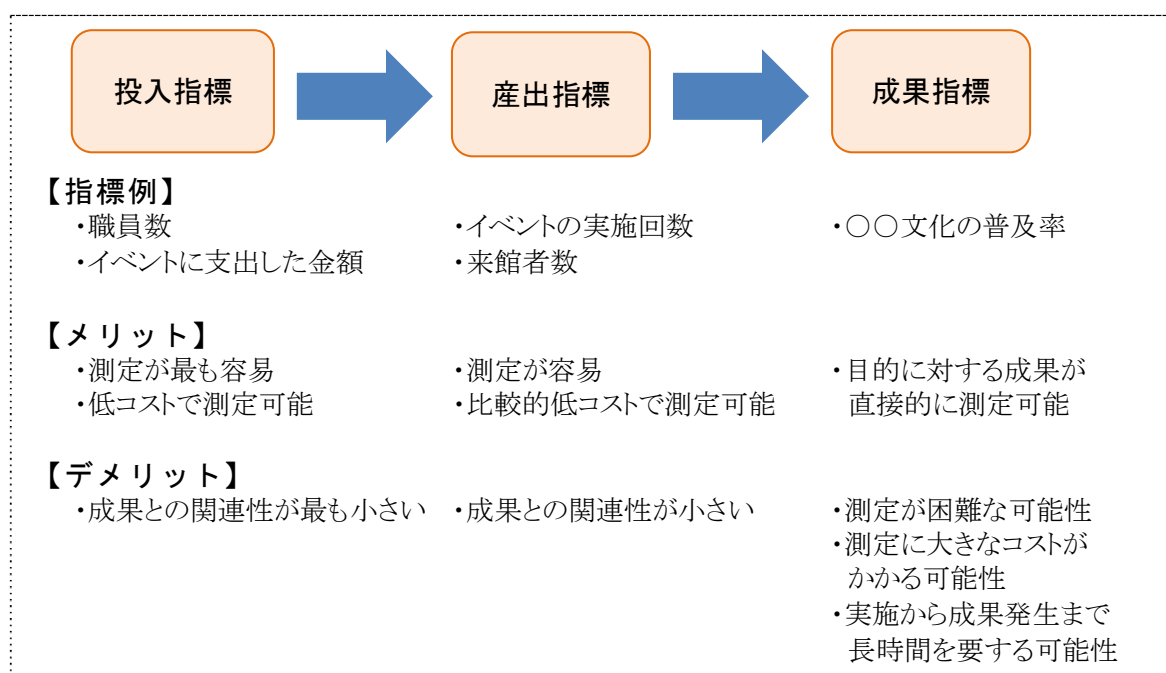 投入指標
産出指標
成果指標
【指標例】
・職員数
・イベントに支出した金額
・イベントの実施回数
・来館者数
・〇〇文化の普及率
【メリット】
・測定が最も容易
・低コストで測定可能
・測定が容易
・比較的低コストで測定可能
・目的に対する成果が
直接的に測定可能
【デメリット】
・成果との関連性が最も小さい
・成果との関連性が小さい
・測定が困難な可能性
・測定に大きなコストが
かかる可能性
・実施から成果発生まで
長時間を要する可能性